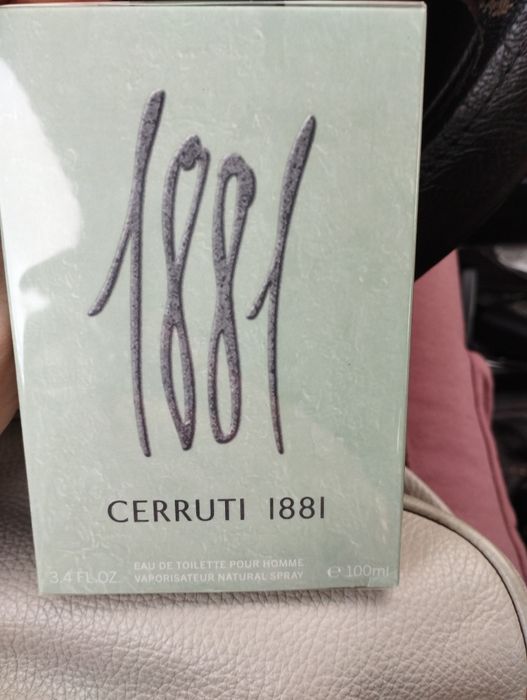 1881
CERRUTI 1881
EAU DE TOILETTE POUR HOMME
3.4 FL.OZ. VAPORISATEUR NATURAL SPRAY ℮ 100ml